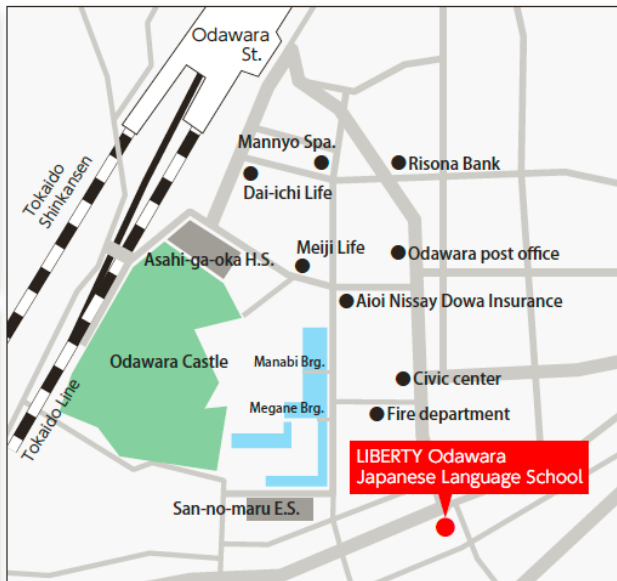 Odawara
St.
Mannyo Spa.
Risona Bank
Dai-ichi Life
Tokaido
Shinkansen
Meiji Life
Odawara post office
Asahi-ga-oka H.S.
Aioi Nissay Dowa Insurance
Odawara Castle
Manabi Brg.
Civic center
Megane Brg.
Fire department
Tokaido Line
LIBERTY Odawara
Japanese Language School
San-no-maru E.S.